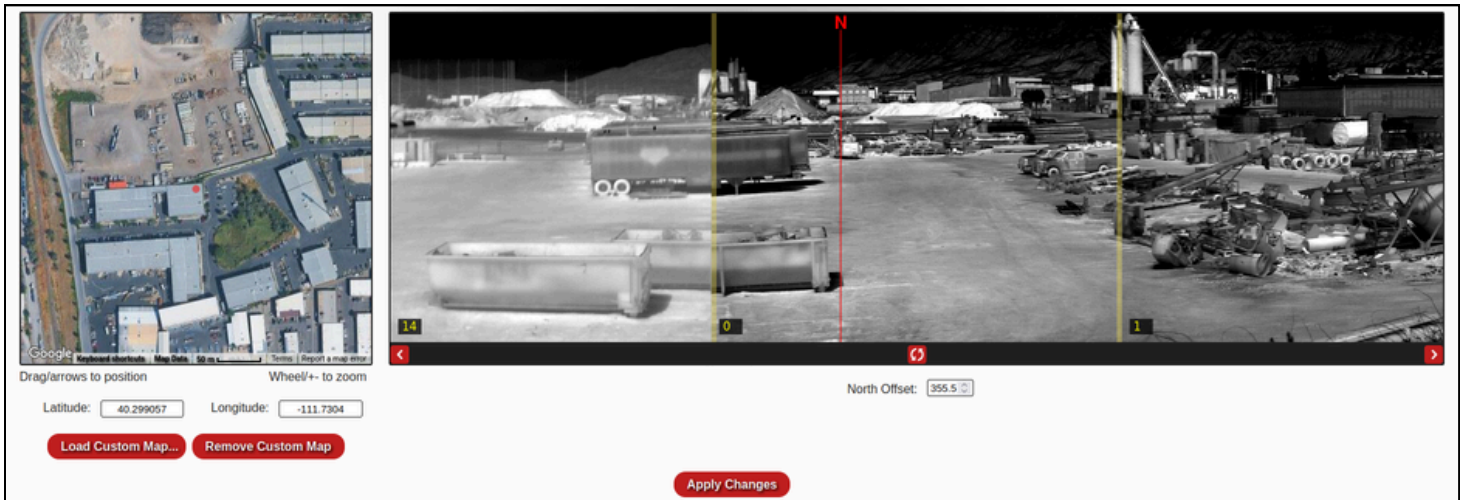 N
14
0
1
Google
Keyboard shortcuts
Map Data
50 m
Terms
Report a map error
Drag/arrows to position
Wheel/+- to zoom
North Offset: 355.5
Latitude: 40.299057
Longitude: -111.7304
Load Custom Map...
Remove Custom Map
Apply Changes